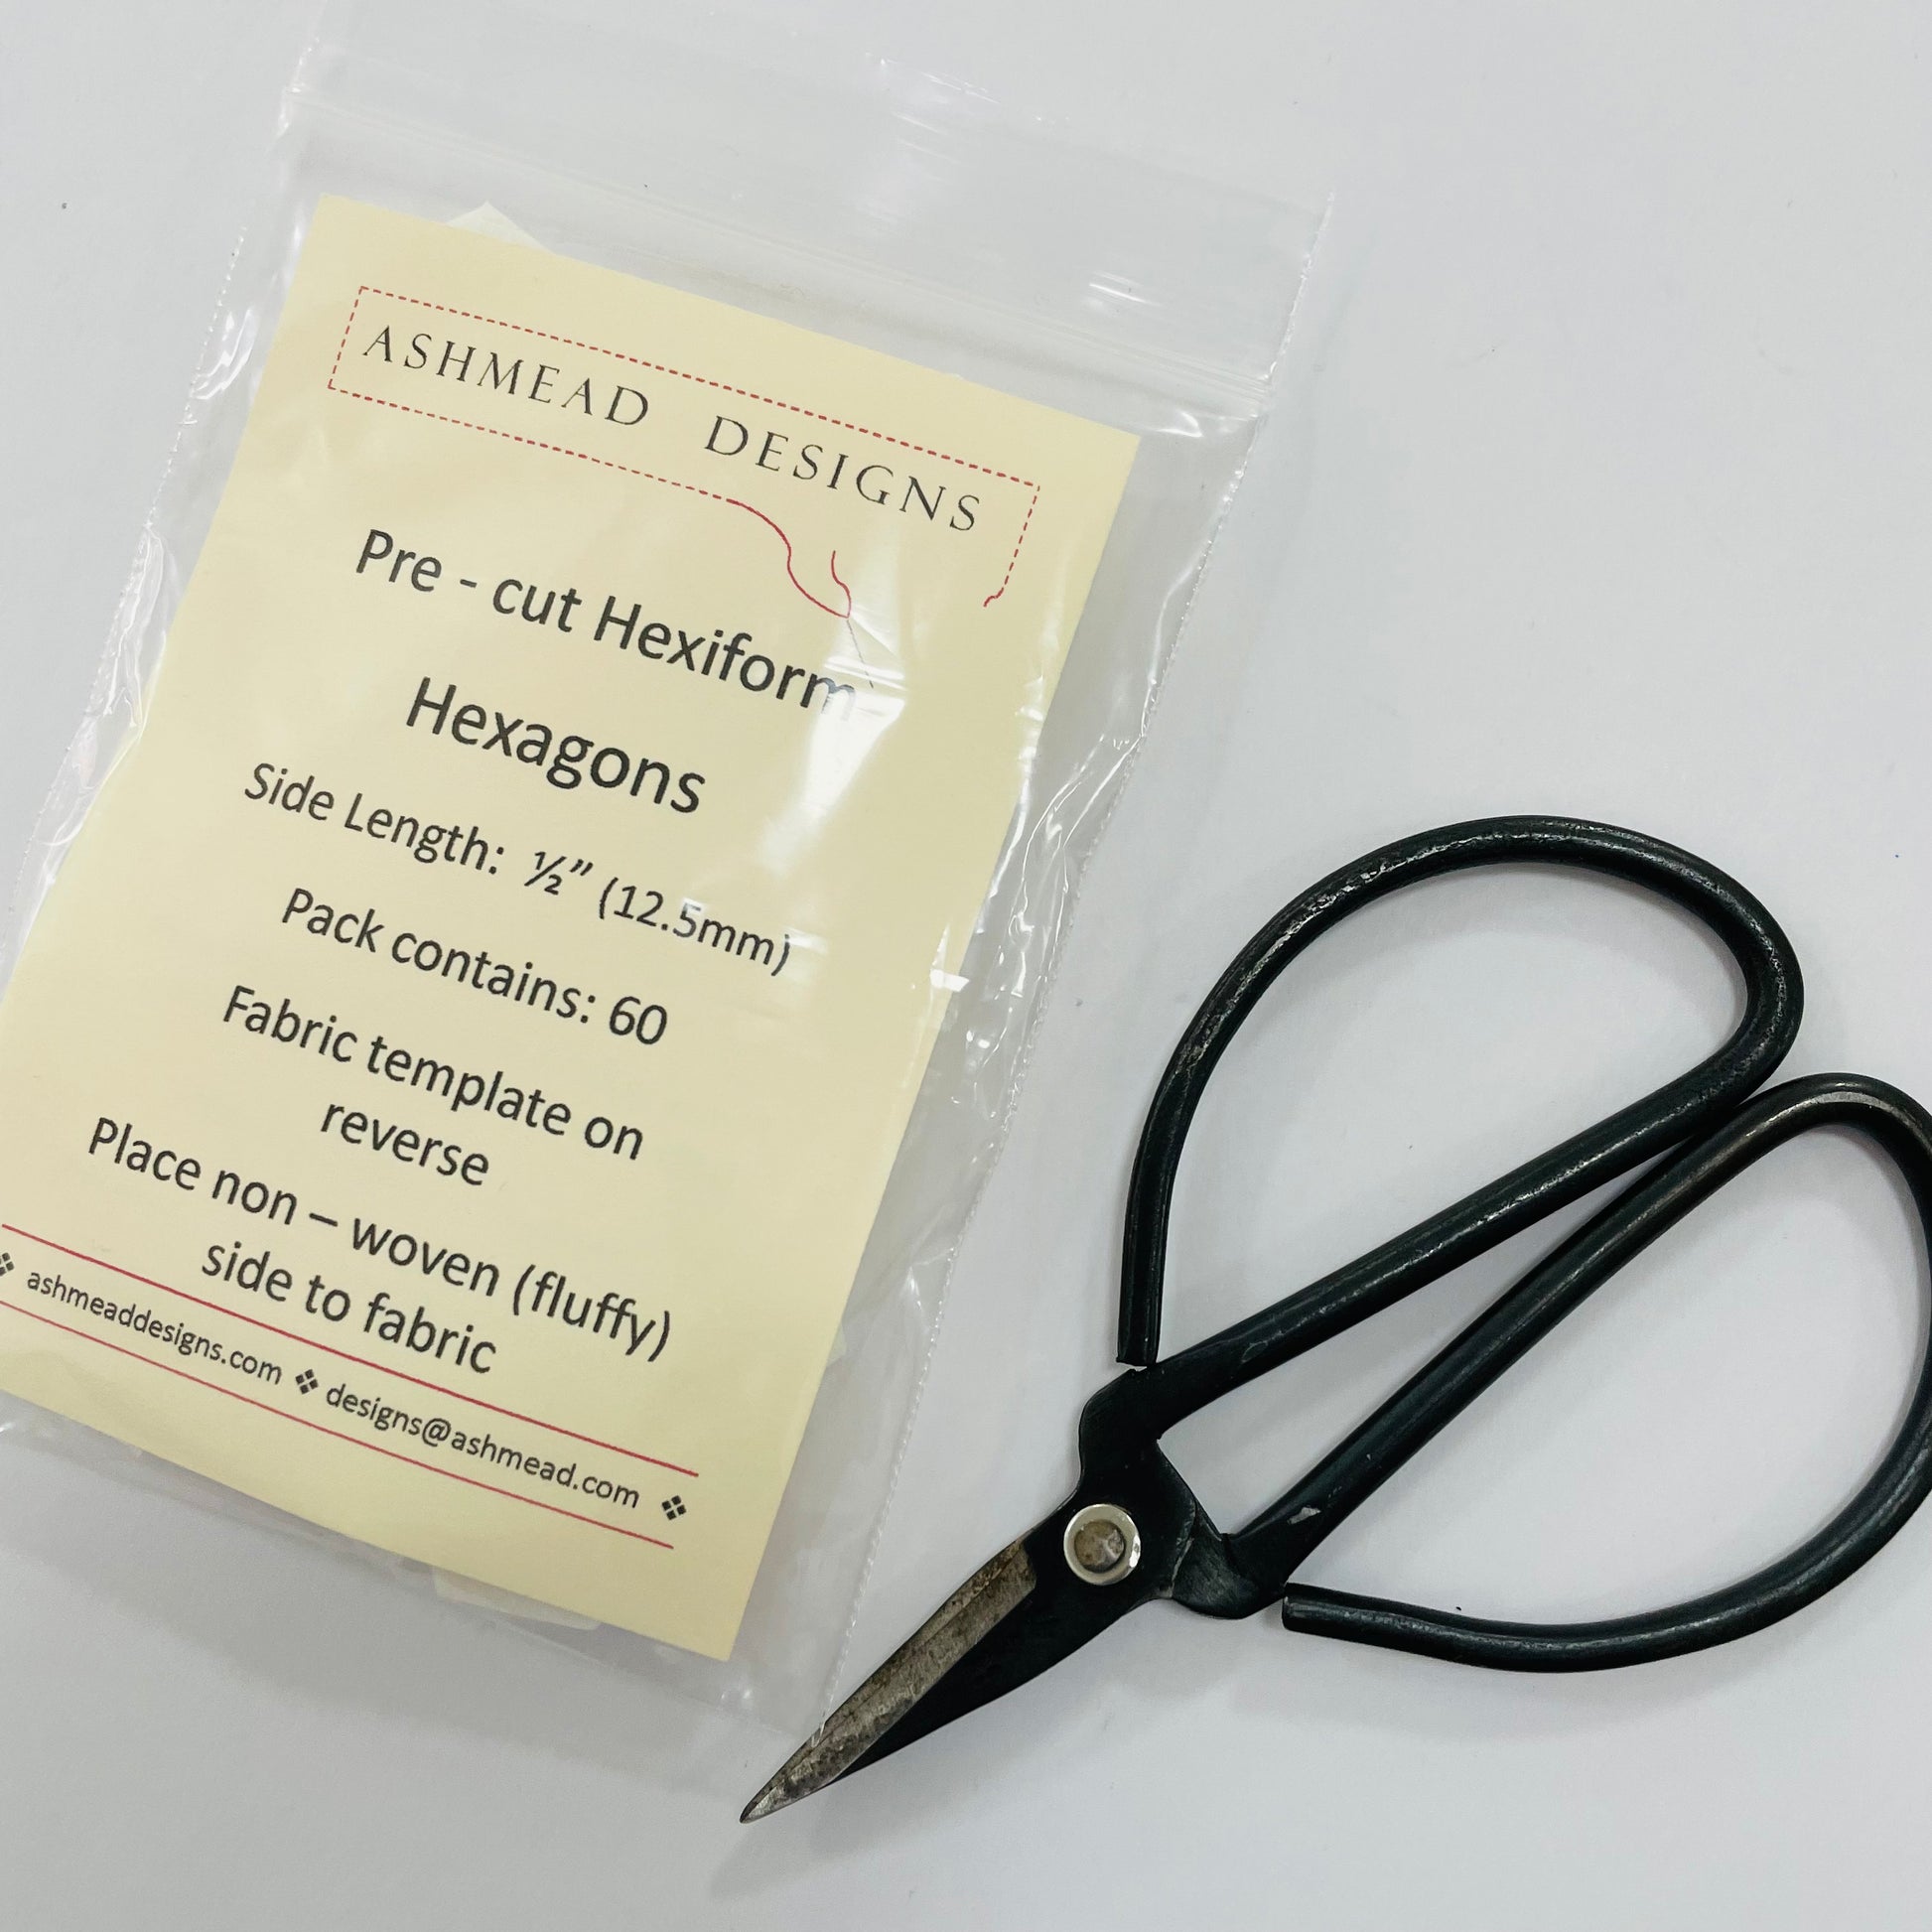 ASHMEAD DESIGNS
Pre - cut Hexiform
Hexagons
Side Length: ½” (12.5mm)
Pack contains: 60
Fabric template on
reverse
Place non – woven (fluffy)
side to fabric
❖ ashmeaddesigns.com ❖ designs@ashmead.com ❖